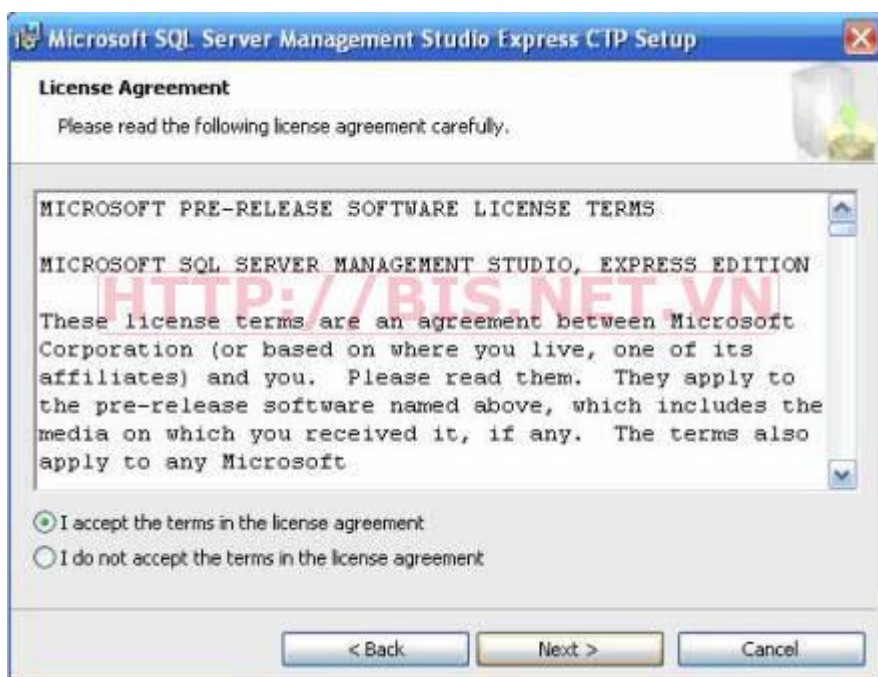 Microsoft SQL Server Management Studio Express CTP Setup
License Agreement
Please read the following license agreement carefully.
MICROSOFT PRE-RELEASE SOFTWARE LICENSE TERMS
MICROSOFT SQL SERVER MANAGEMENT STUDIO, EXPRESS EDITION
HTTP://BIS.NET.VN
These license terms are an agreement between Microsoft
Corporation (or based on where you live, one of its
affiliates) and you.  Please read them.  They apply to
the pre-release software named above, which includes the
media on which you received it, if any.  The terms also
apply to any Microsoft
I accept the terms in the license agreement
I do not accept the terms in the license agreement
< Back
Next >
Cancel